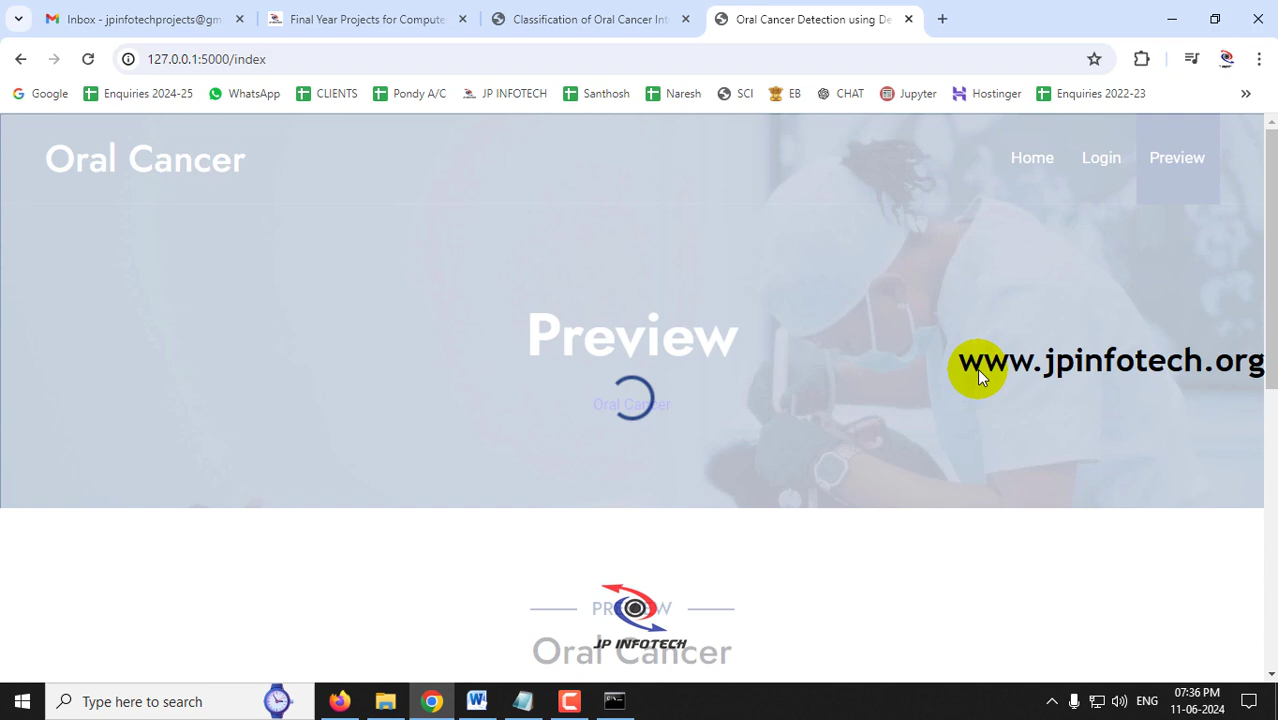 Inbox - jpinfotechprojects@gm
Final Year Projects for Compute
Classification of Oral Cancer Int
Oral Cancer Detection using De
127.0.0.1:5000/index
Google
Enquiries 2024-25
WhatsApp
CLIENTS
Pondy A/C
JP INFOTECH
Santhosh
Naresh
SCI
EB
CHAT
Jupyter
Hostinger
Enquiries 2022-23
Oral Cancer
Home
Login
Preview
Preview
www.jpinfotech.org
Oral Cancer
PREVIEW
JP INFOTECH
Oral Cancer
Type here to search
ENG
07:36 PM
11-06-2024